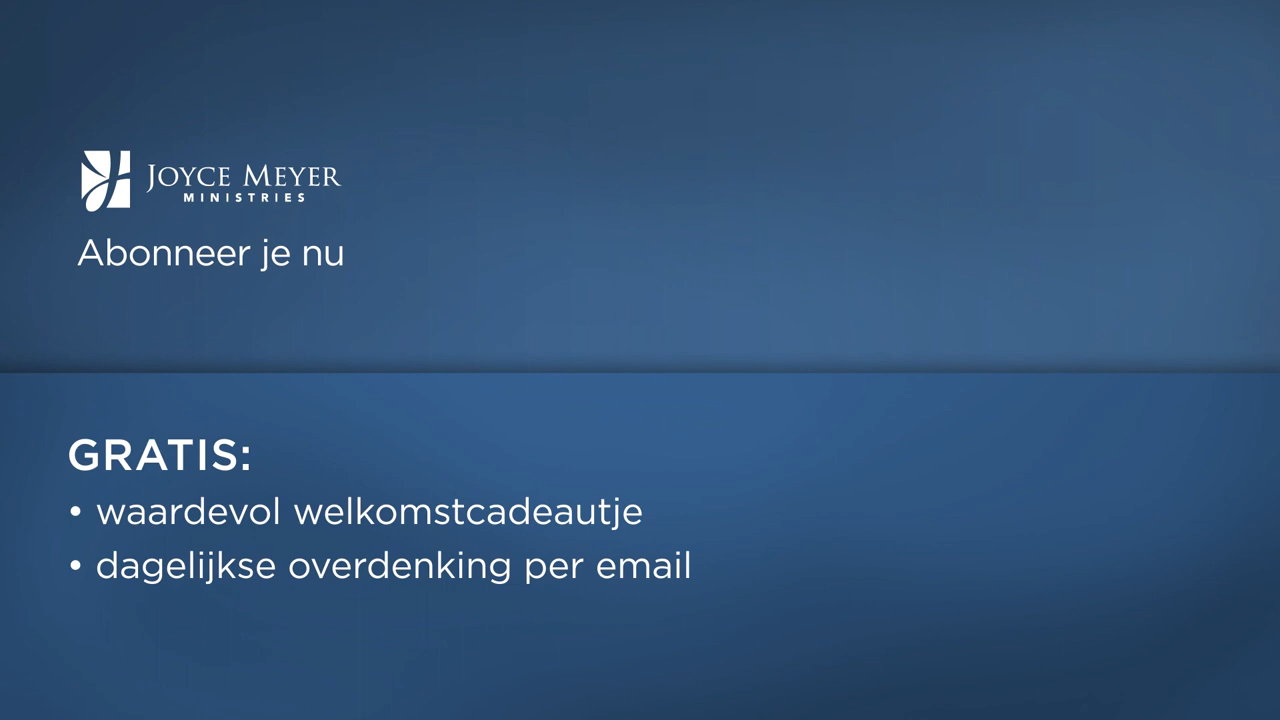 JOYCE MEYER
MINISTRIES
Abonneer je nu
GRATIS:
• waardevol welkomstcadeautje
• dagelijkse overdenking per email